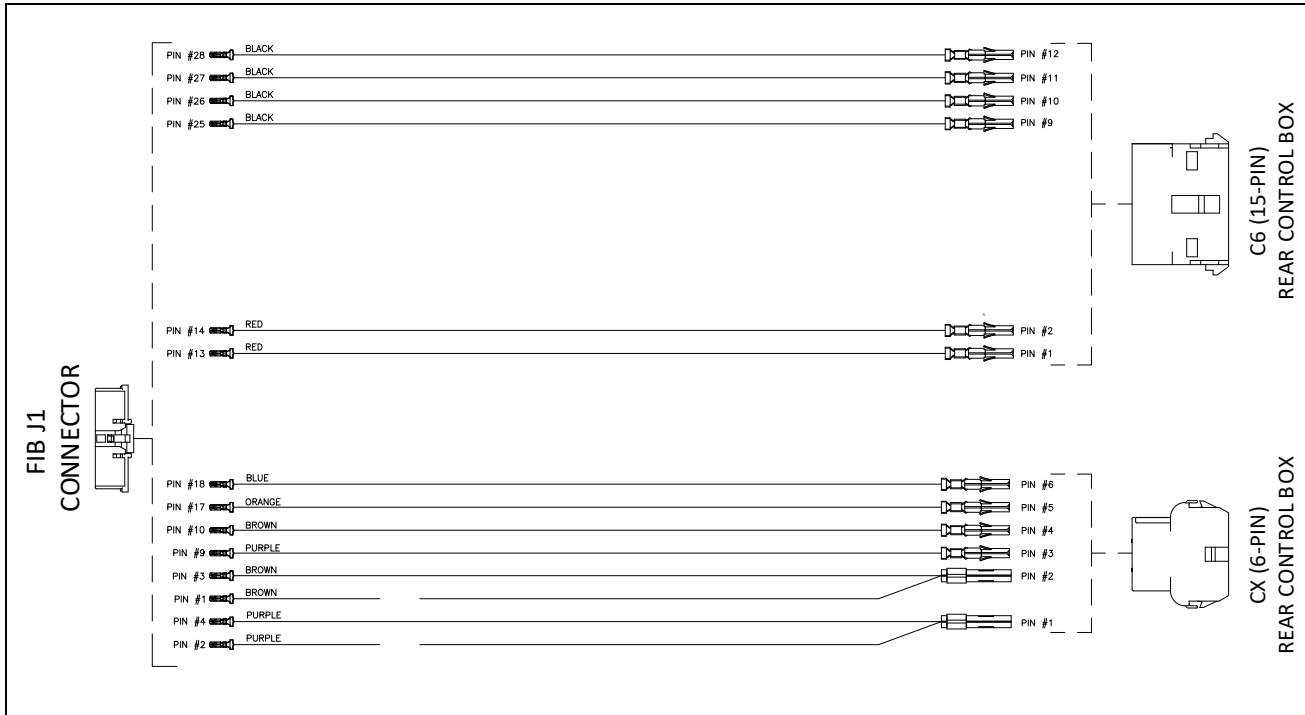 PIN #28 BLACK PIN #12
PIN #27 BLACK PIN #11
PIN #26 BLACK PIN #10
PIN #25 BLACK PIN #9
C6 (15-PIN)
REAR CONTROL BOX
PIN #14 RED PIN #2
PIN #13 RED PIN #1
FIB J1
CONNECTOR
PIN #18 BLUE PIN #6
PIN #17 ORANGE PIN #5
PIN #10 BROWN PIN #4
PIN #9 PURPLE PIN #3
PIN #3 BROWN PIN #2
PIN #1 BROWN
PIN #4 PURPLE PIN #1
PIN #2 PURPLE
CX (6-PIN)
REAR CONTROL BOX